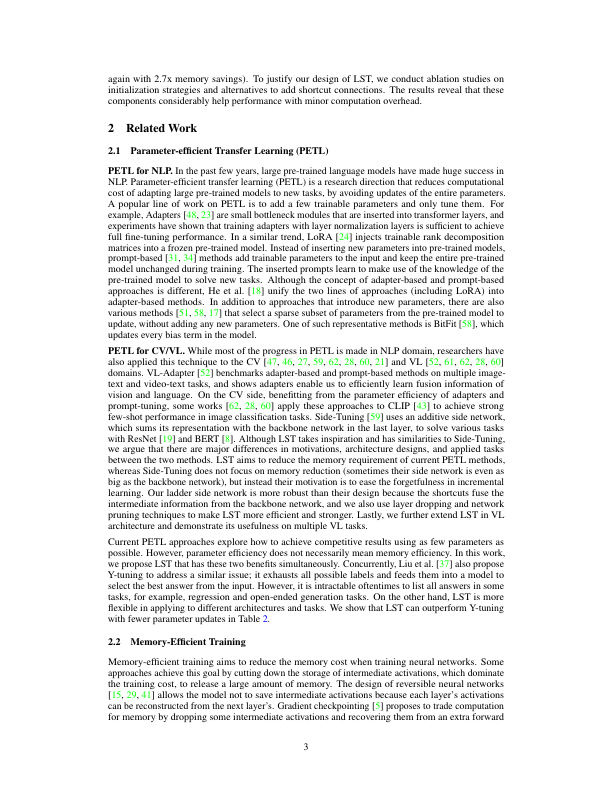 again with 2.7x memory savings). To justify our design of LST, we conduct ablation studies on
initialization strategies and alternatives to add shortcut connections. The results reveal that these
components considerably help performance with minor computation overhead.
2 Related Work
2.1 Parameter-efficient Transfer Learning (PETL)
PETL for NLP. In the past few years, large pre-trained language models have made huge success in
NLP. Parameter-efficient transfer learning (PETL) is a research direction that reduces computational
cost of adapting large pre-trained models to new tasks, by avoiding updates of the entire parameters.
A popular line of work on PETL is to add a few trainable parameters and only tune them. For
example, Adapters [48, 23] are small bottleneck modules that are inserted into transformer layers, and
experiments have shown that training adapters with layer normalization layers is sufficient to achieve
full fine-tuning performance. In a similar trend, LoRA [24] injects trainable rank decomposition
matrices into a frozen pre-trained model. Instead of inserting new parameters into pre-trained models,
prompt-based [31, 34] methods add trainable parameters to the input and keep the entire pre-trained
model unchanged during training. The inserted prompts learn to make use of the knowledge of the
pre-trained model to solve new tasks. Although the concept of adapter-based and prompt-based
approaches is different, He et al. [18] unify the two lines of approaches (including LoRA) into
adapter-based methods. In addition to approaches that introduce new parameters, there are also
various methods [51, 58, 17] that select a sparse subset of parameters from the pre-trained model to
update, without adding any new parameters. One of such representative methods is BitFit [58], which
updates every bias term in the model.
PETL for CV/VL. While most of the progress in PETL is made in NLP domain, researchers have
also applied this technique to the CV [47, 46, 27, 59, 62, 28, 60, 21] and VL [52, 61, 62, 28, 60]
domains. VL-Adapter [52] benchmarks adapter-based and prompt-based methods on multiple image-
text and video-text tasks, and shows adapters enable us to efficiently learn fusion information of
vision and language. On the CV side, benefitting from the parameter efficiency of adapters and
prompt-tuning, some works [62, 28, 60] apply these approaches to CLIP [43] to achieve strong
few-shot performance in image classification tasks. Side-Tuning [59] uses an additive side network,
which sums its representation with the backbone network in the last layer, to solve various tasks
with ResNet [19] and BERT [8]. Although LST takes inspiration and has similarities to Side-Tuning,
we argue that there are major differences in motivations, architecture designs, and applied tasks
between the two methods. LST aims to reduce the memory requirement of current PETL methods,
whereas Side-Tuning does not focus on memory reduction (sometimes their side network is even as
big as the backbone network), but instead their motivation is to ease the forgetfulness in incremental
learning. Our ladder side network is more robust than their design because the shortcuts fuse the
intermediate information from the backbone network, and we also use layer dropping and network
pruning techniques to make LST more efficient and stronger. Lastly, we further extend LST in VL
architecture and demonstrate its usefulness on multiple VL tasks.
Current PETL approaches explore how to achieve competitive results using as few parameters as
possible. However, parameter efficiency does not necessarily mean memory efficiency. In this work,
we propose LST that has these two benefits simultaneously. Concurrently, Liu et al. [37] also propose
Y-tuning to address a similar issue; it exhausts all possible labels and feeds them into a model to
select the best answer from the input. However, it is intractable oftentimes to list all answers in some
tasks, for example, regression and open-ended generation tasks. On the other hand, LST is more
flexible in applying to different architectures and tasks. We show that LST can outperform Y-tuning
with fewer parameter updates in Table 2.
2.2 Memory-Efficient Training
Memory-efficient training aims to reduce the memory cost when training neural networks. Some
approaches achieve this goal by cutting down the storage of intermediate activations, which dominate
the training cost, to release a large amount of memory. The design of reversible neural networks
[15, 29, 41] allows the model not to save intermediate activations because each layer's activations
can be reconstructed from the next layer's. Gradient checkpointing [5] proposes to trade computation
for memory by dropping some intermediate activations and recovering them from an extra forward
3